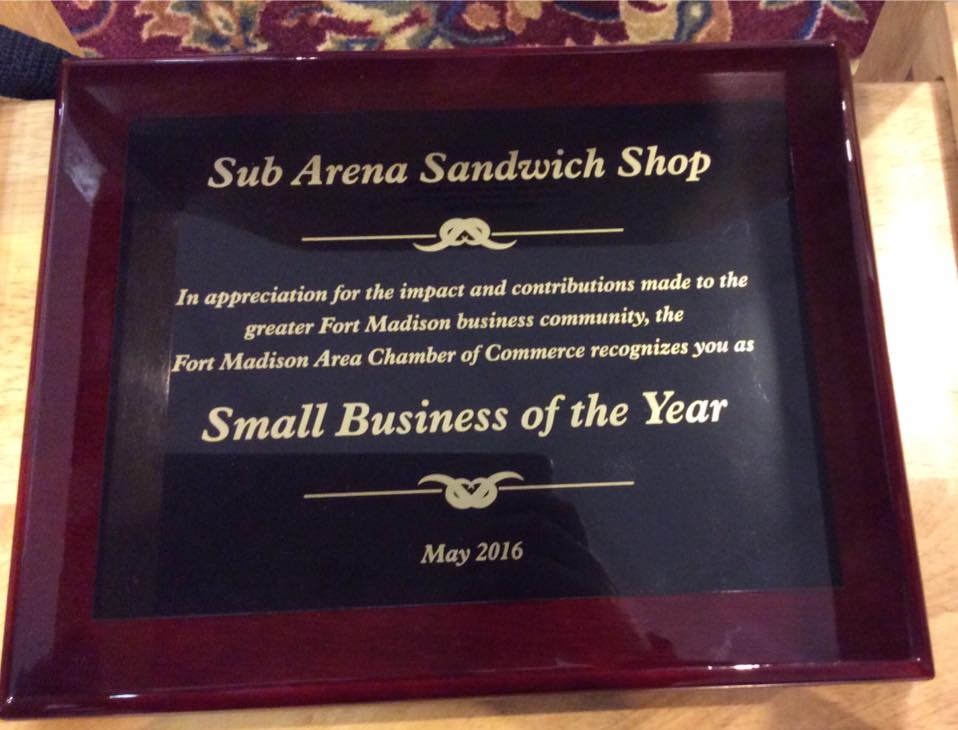 Sub Arena Sandwich Shop
In appreciation for the impact and contributions made to the
greater Fort Madison business community, the
Fort Madison Area Chamber of Commerce recognizes you as
Small Business of the Year
May 2016